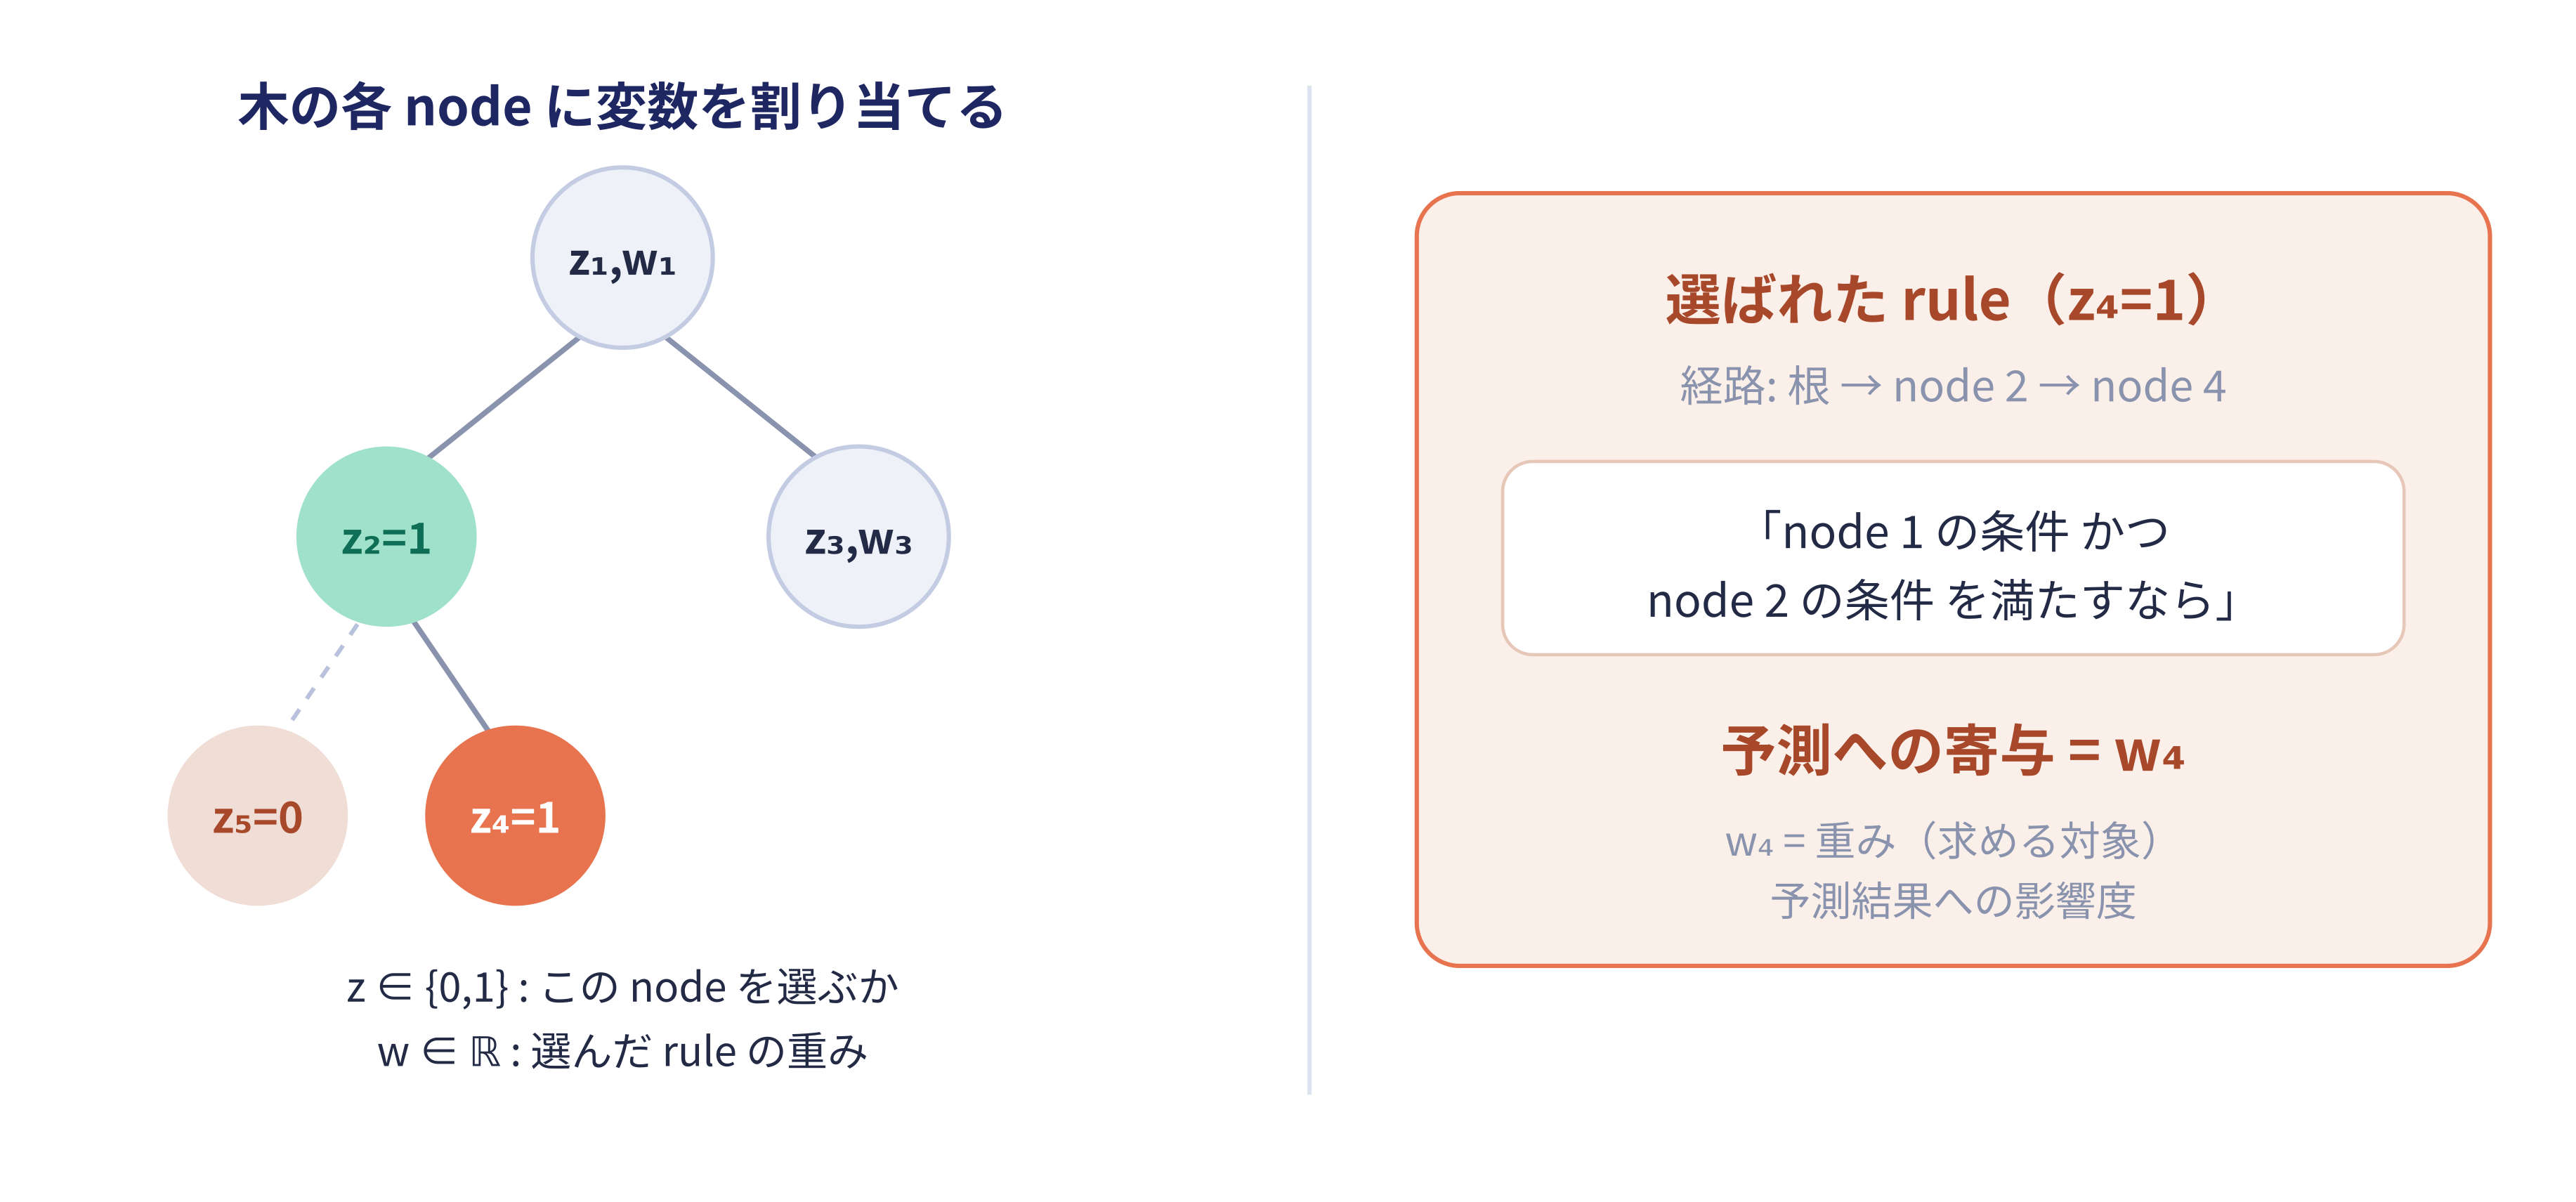 木の各 node に変数を割り当てる
z₁,w₁
z₂=1
z₃,w₃
z₅=0
z₄=1
z ∈ {0,1} : この node を選ぶか
w ∈ ℝ : 選んだ rule の重み
選ばれた rule（z₄=1）
経路: 根 → node 2 → node 4
「node 1 の条件 かつ
node 2 の条件 を満たすなら」
予測への寄与 = w₄
w₄ = 重み（求める対象）
予測結果への影響度